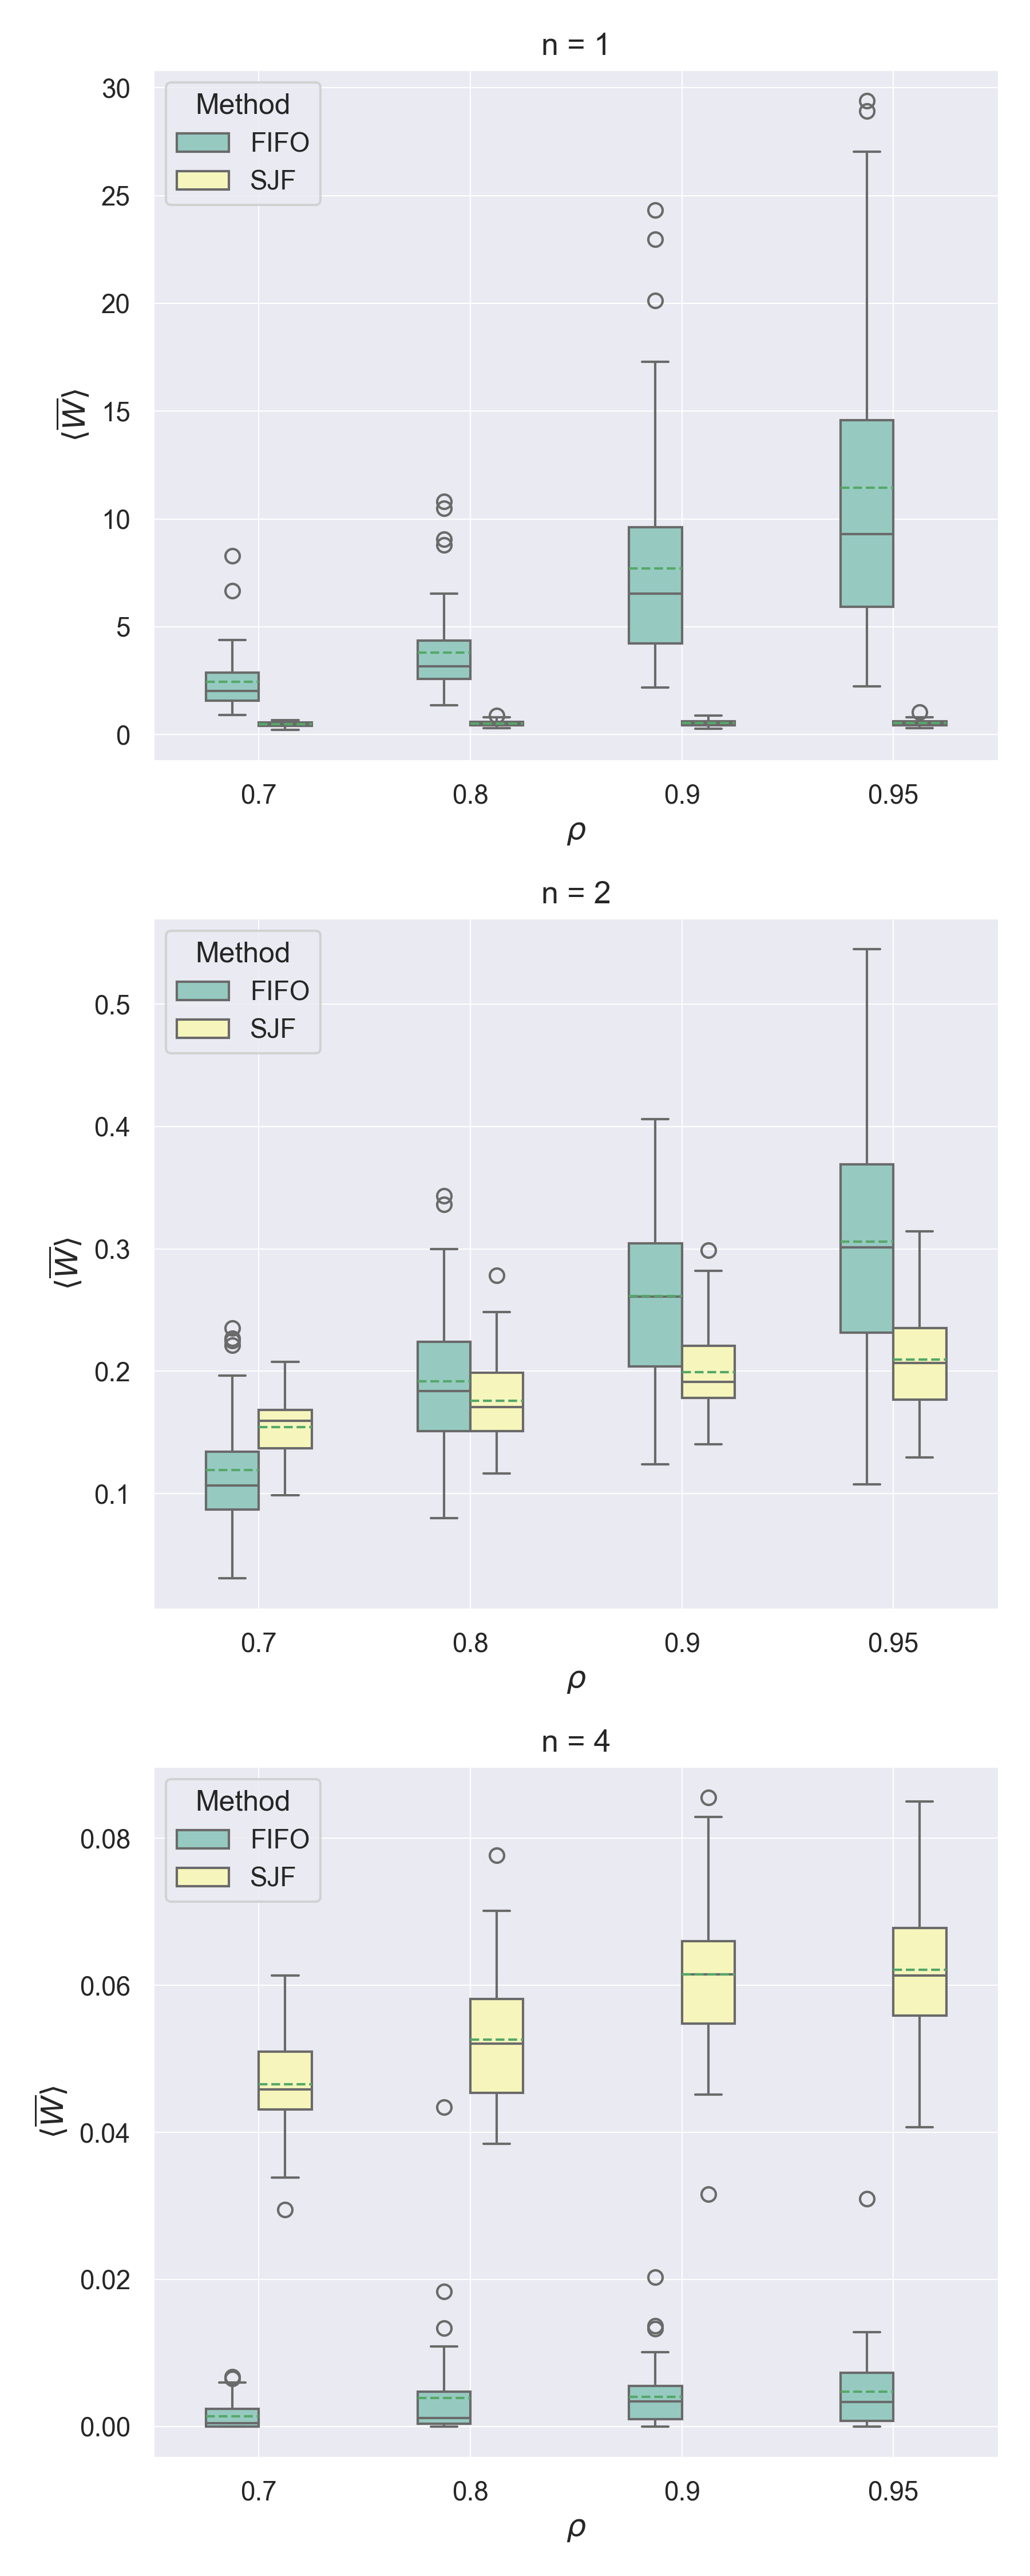 n = 1
Method
FIFO
SJF
30
25
20
15
10
5
0
⟨W̅⟩
0.7 0.8 0.9 0.95
ρ
n = 2
Method
FIFO
SJF
0.5
0.4
0.3
0.2
0.1
⟨W̅⟩
0.7 0.8 0.9 0.95
ρ
n = 4
Method
FIFO
SJF
0.08
0.06
0.04
0.02
0.00
⟨W̅⟩
0.7 0.8 0.9 0.95
ρ